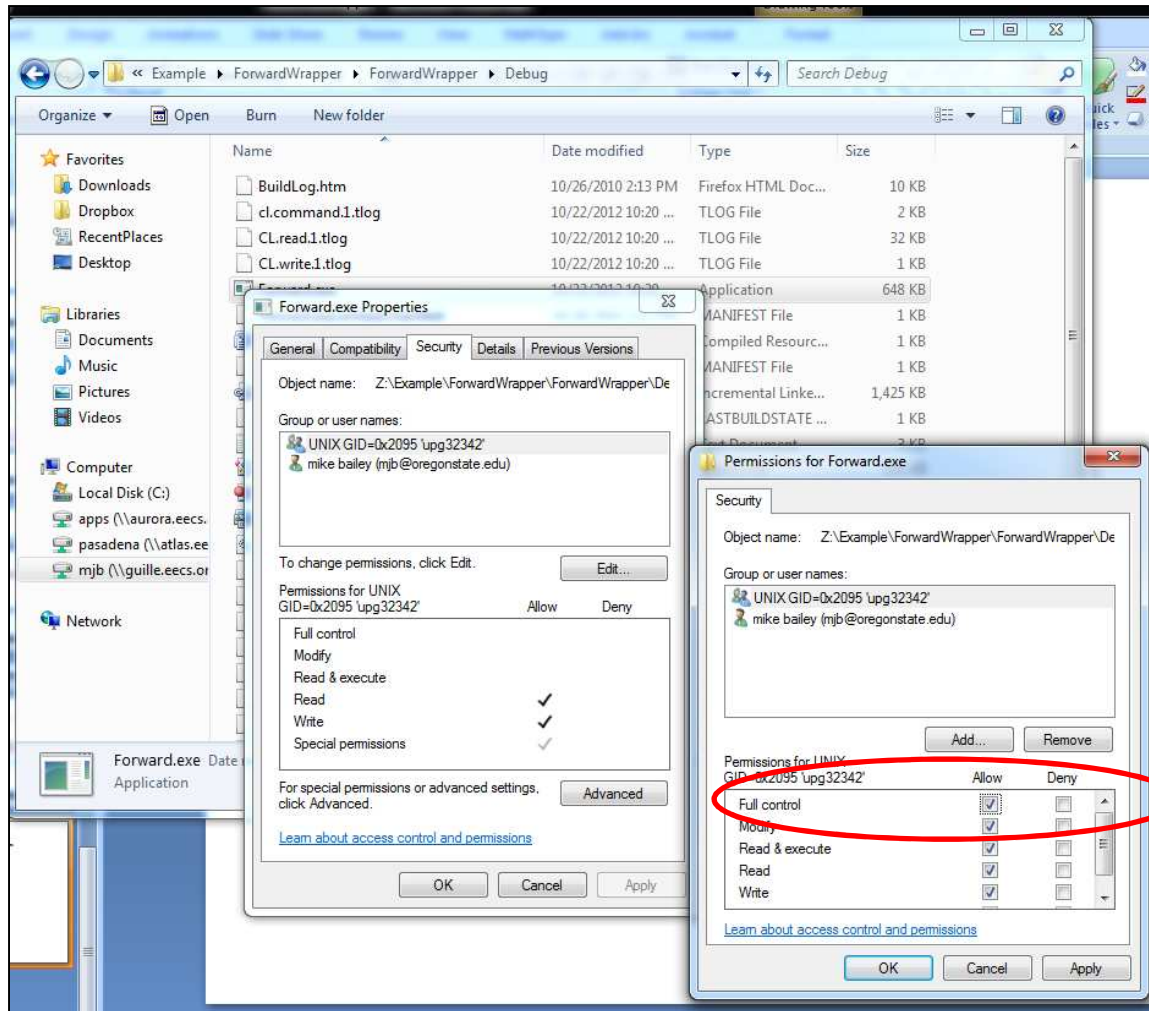 « Example ▸ ForwardWrapper ▸ ForwardWrapper ▸ Debug
Search Debug
Organize
Open
Burn
New folder
Name Date modified Type Size
Favorites
Downloads
Dropbox
RecentPlaces
Desktop
Libraries
Documents
Music
Pictures
Videos
Computer
Local Disk (C:)
apps (\\aurora.eecs.
pasadena (\\atlas.ee
mjb (\\guille.eecs.or
Network
BuildLog.htm 10/26/2010 2:13 PM Firefox HTML Doc... 10 KB
cl.command.1.tlog 10/22/2012 10:20 ... TLOG File 2 KB
CL.read.1.tlog 10/22/2012 10:20 ... TLOG File 32 KB
CL.write.1.tlog 10/22/2012 10:20 ... TLOG File 1 KB
Application 648 KB
MANIFEST File 1 KB
Compiled Resourc... 1 KB
MANIFEST File 1 KB
ncremental Linke... 1,425 KB
ASTBUILDSTATE ... 1 KB
Forward.exe
Application
Forward.exe Properties
General Compatibility Security Details Previous Versions
Object name: Z:\Example\ForwardWrapper\ForwardWrapper\De
Group or user names:
UNIX GID=0x2095 'upg32342'
mike bailey (mjb@oregonstate.edu)
To change permissions, click Edit.
Edit...
Permissions for UNIX
GID=0x2095 'upg32342' Allow Deny
Full control
Modify
Read & execute
Read
Write
Special permissions
For special permissions or advanced settings,
click Advanced.
Advanced
Learn about access control and permissions
OK Cancel Apply
Permissions for Forward.exe
Security
Object name: Z:\Example\ForwardWrapper\ForwardWrapper\De
Group or user names:
UNIX GID=0x2095 'upg32342'
mike bailey (mjb@oregonstate.edu)
Add... Remove
Permissions for UNIX
GID=0x2095 'upg32342' Allow Deny
Full control
Modify
Read & execute
Read
Write
Learn about access control and permissions
OK Cancel Apply